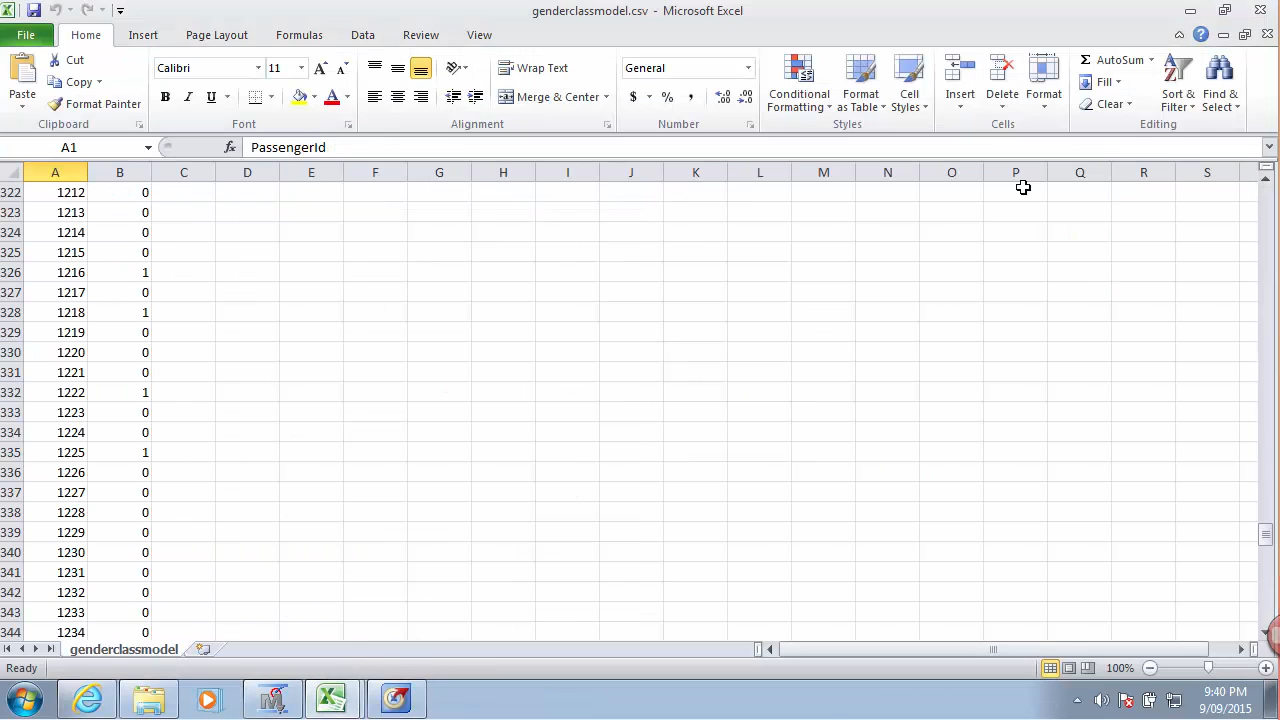 genderclassmodel.csv - Microsoft Excel
File Home Insert Page Layout Formulas Data Review View
Paste Cut Copy Format Painter Clipboard
Calibri 11 B I U A Font
Wrap Text Merge & Center Alignment
General $ % , Number
Conditional Formatting Format as Table Cell Styles Styles
Insert Delete Format Cells
Σ AutoSum Fill Clear Sort & Filter Find & Select Editing
A1 fx PassengerId
A B C D E F G H I J K L M N O P Q R S
322 1212 0
323 1213 0
324 1214 0
325 1215 0
326 1216 1
327 1217 0
328 1218 1
329 1219 0
330 1220 0
331 1221 0
332 1222 1
333 1223 0
334 1224 0
335 1225 1
336 1226 0
337 1227 0
338 1228 0
339 1229 0
340 1230 0
341 1231 0
342 1232 0
343 1233 0
344 1234 0
genderclassmodel
Ready 100%
9:40 PM
9/09/2015